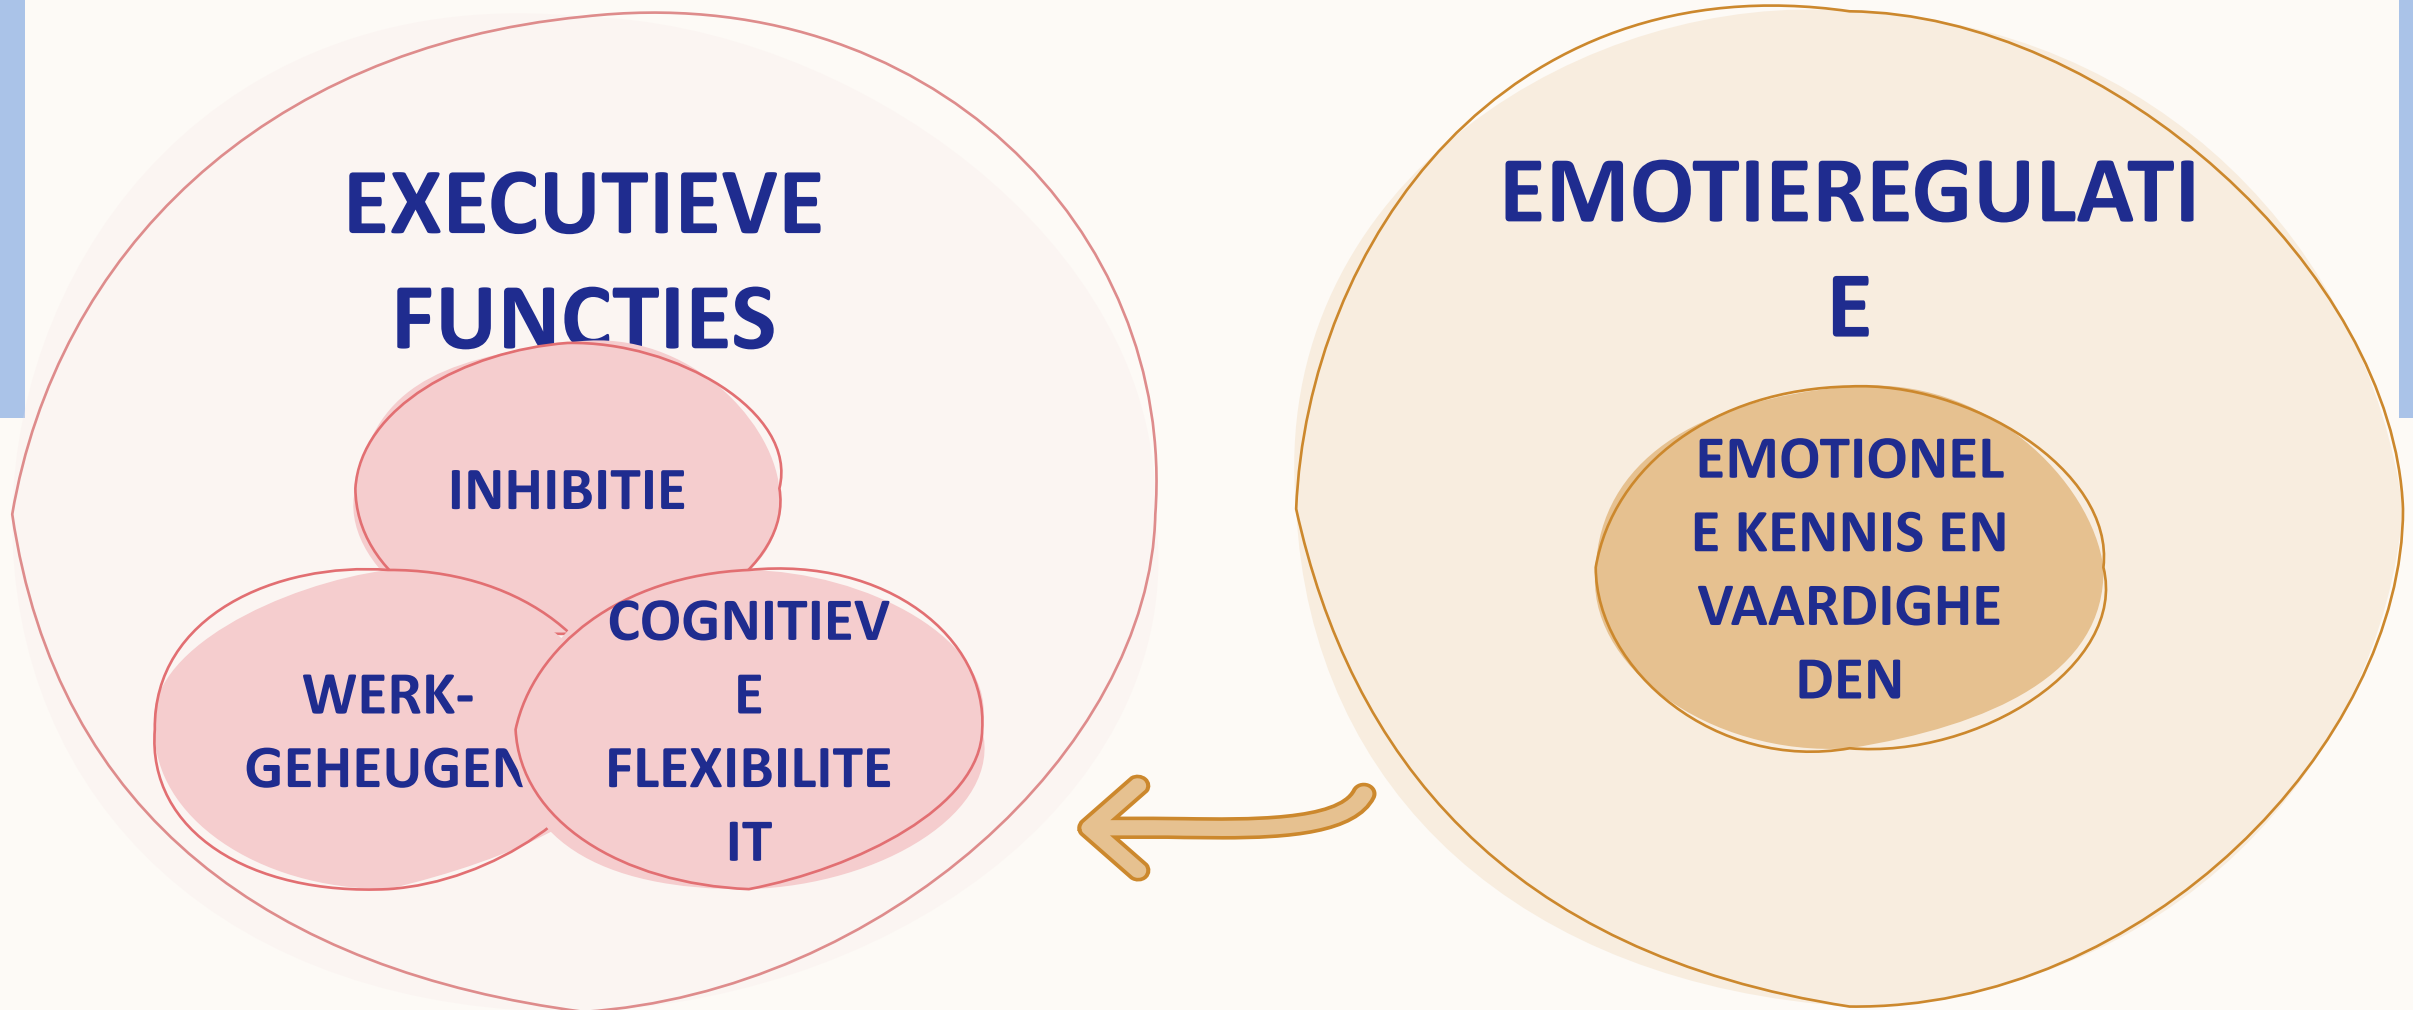 EXECUTIEVE
FUNCTIES
INHIBITIE
WERK-
GEHEUGEN
COGNITIEV
E
FLEXIBILITE
IT
EMOTIEREGULATI
E
EMOTIONEL
E KENNIS EN
VAARDIGHE
DEN